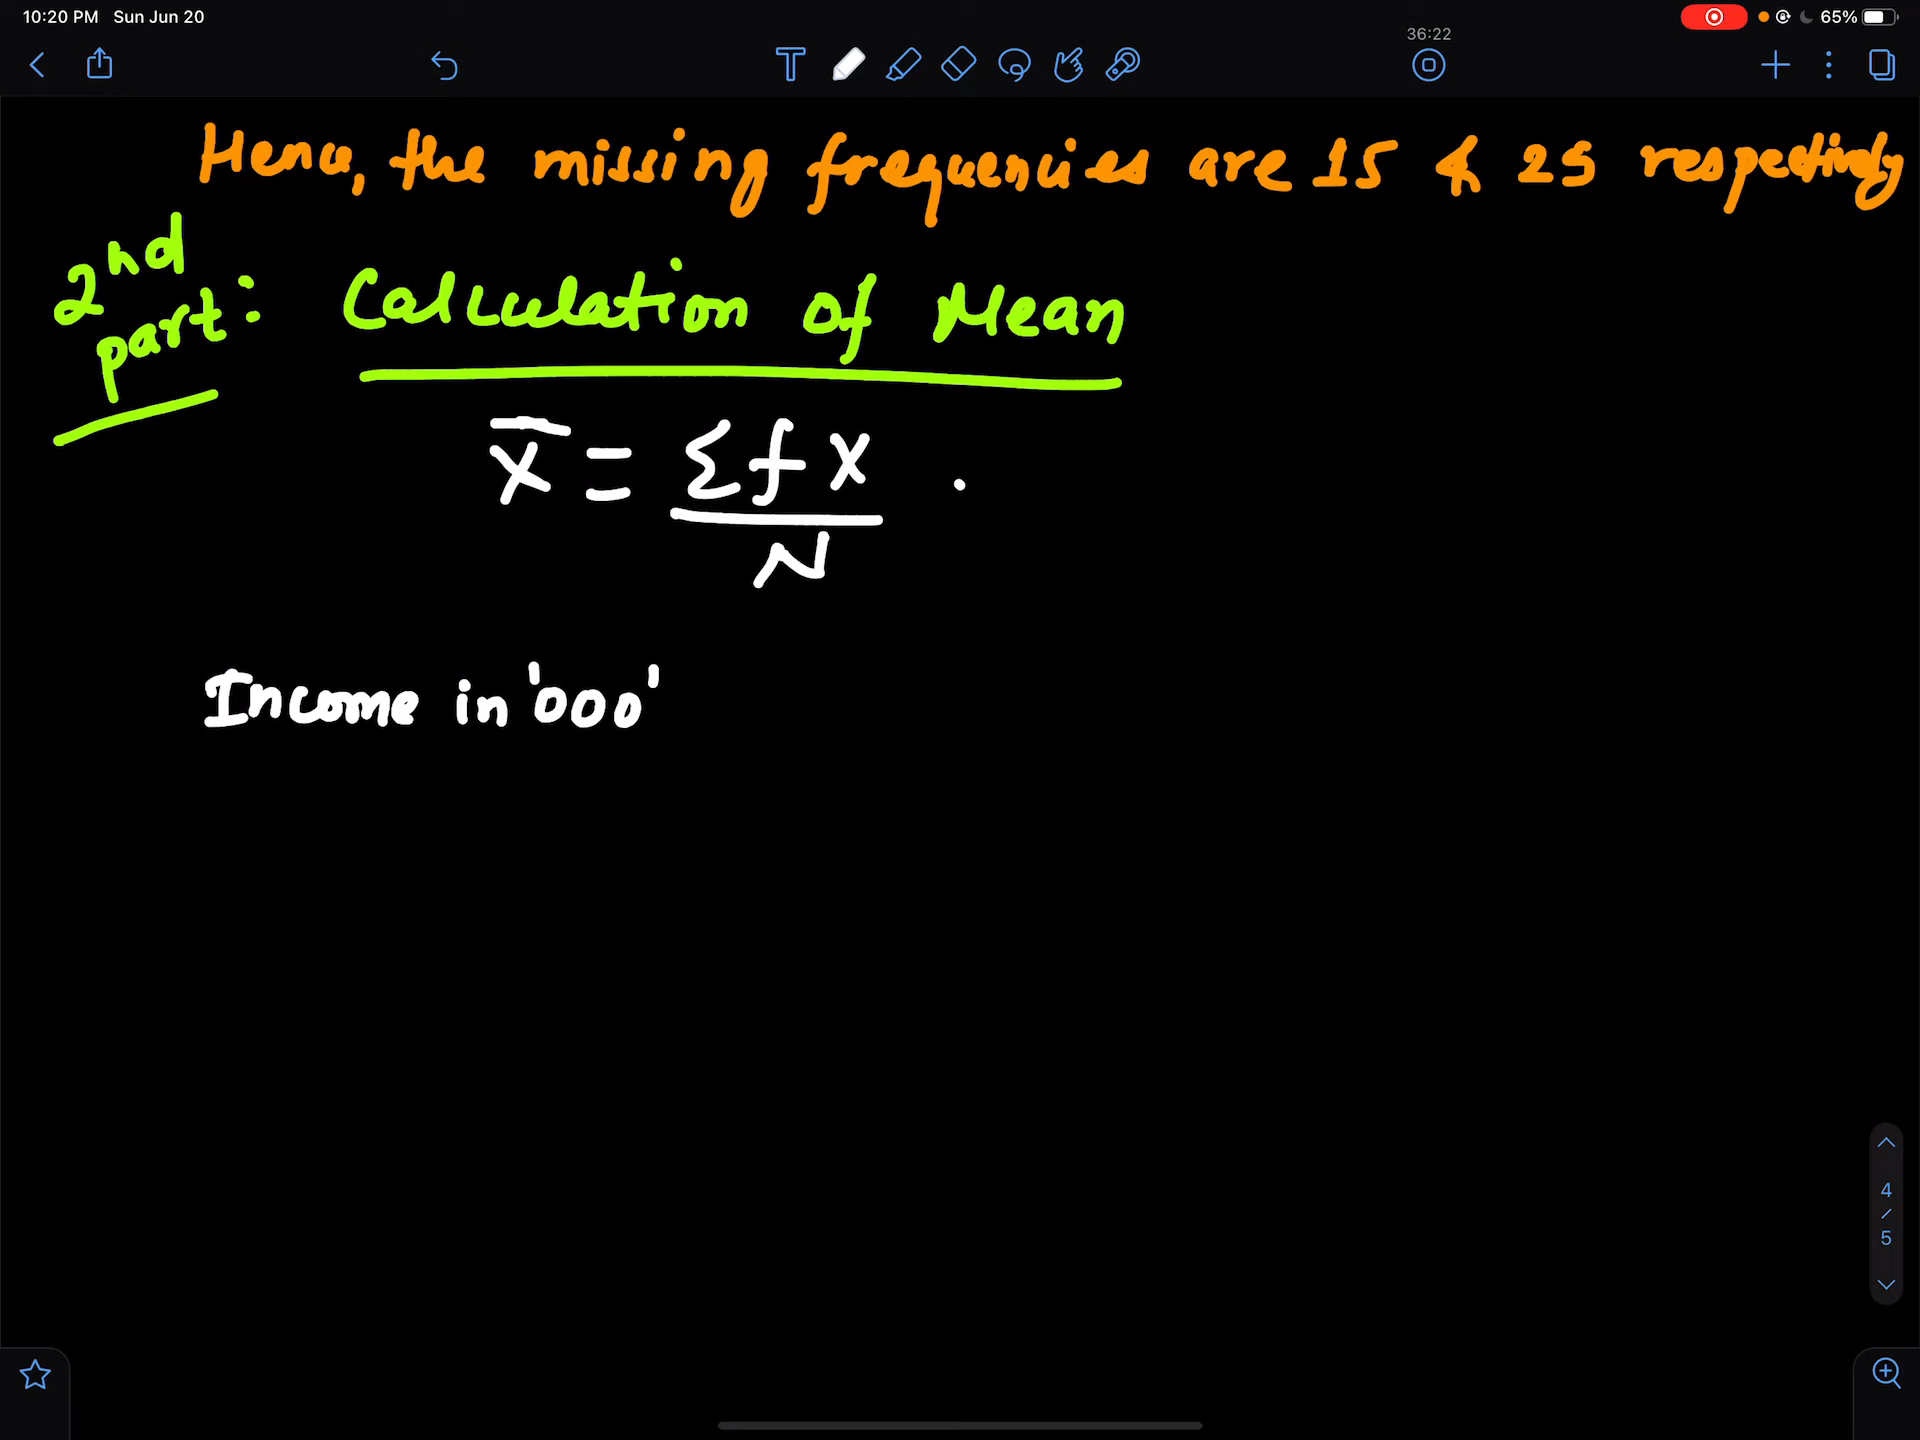 10:20 PM Sun Jun 20
65%
36:22
Hence, the missing frequencies are 15 & 25 respectively
2nd part: Calculation of Mean
x̄ = Σfx / N .
Income in '000'
4
/
5